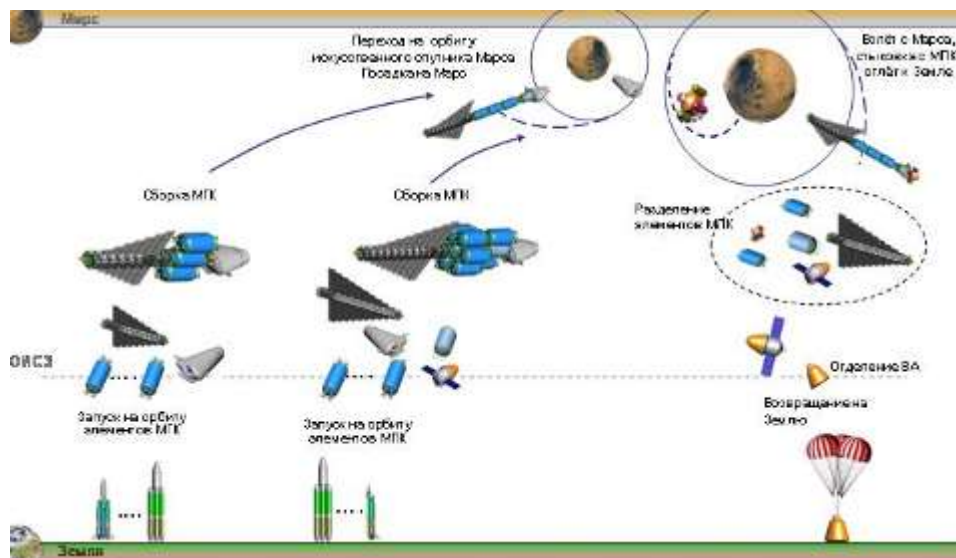 Марс
Переход на орбиту
искусственного спутника Марса
Посадка на Марс
Взлёт с Марса,
стыковка с МПК
отлёт к Земле
Сборка МПК
Сборка МПК
Разделение
элементов МПК
ОИСЗ
Отделение ВА
Запуск на орбиту
элементов МПК
Запуск на орбиту
элементов МПК
Возвращение на
Землю
Земля